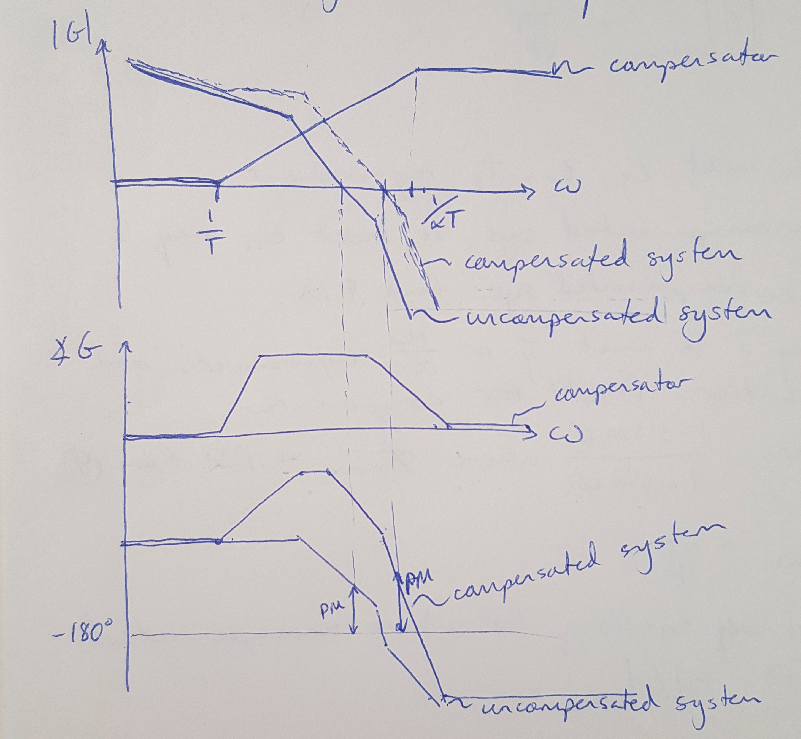 |G|
compensator
ω
1/T
1/αT
compensated system
uncompensated system
∡G
compensator
ω
compensated system
PM
PM
-180°
uncompensated system